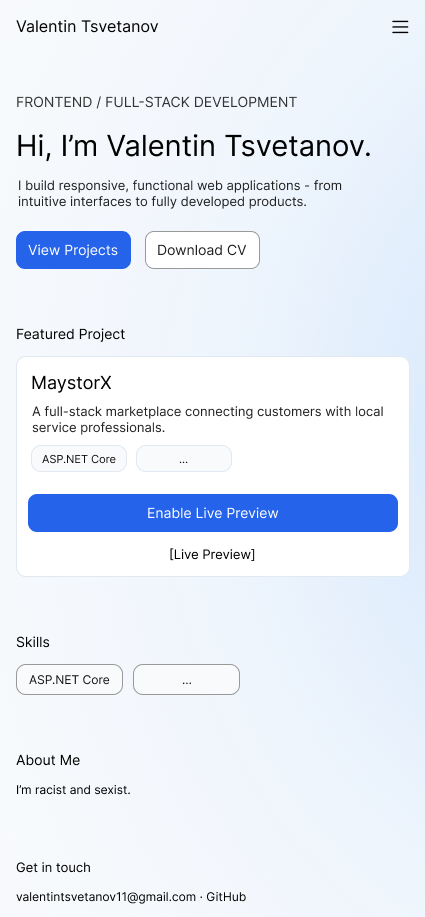 Valentin Tsvetanov
FRONTEND / FULL-STACK DEVELOPMENT
Hi, I’m Valentin Tsvetanov.
I build responsive, functional web applications - from
intuitive interfaces to fully developed products.
View Projects
Download CV
Featured Project
MaystorX
A full-stack marketplace connecting customers with local
service professionals.
ASP.NET Core
...
Enable Live Preview
[Live Preview]
Skills
ASP.NET Core
...
About Me
I’m racist and sexist.
Get in touch
valentintsvetanov11@gmail.com · GitHub